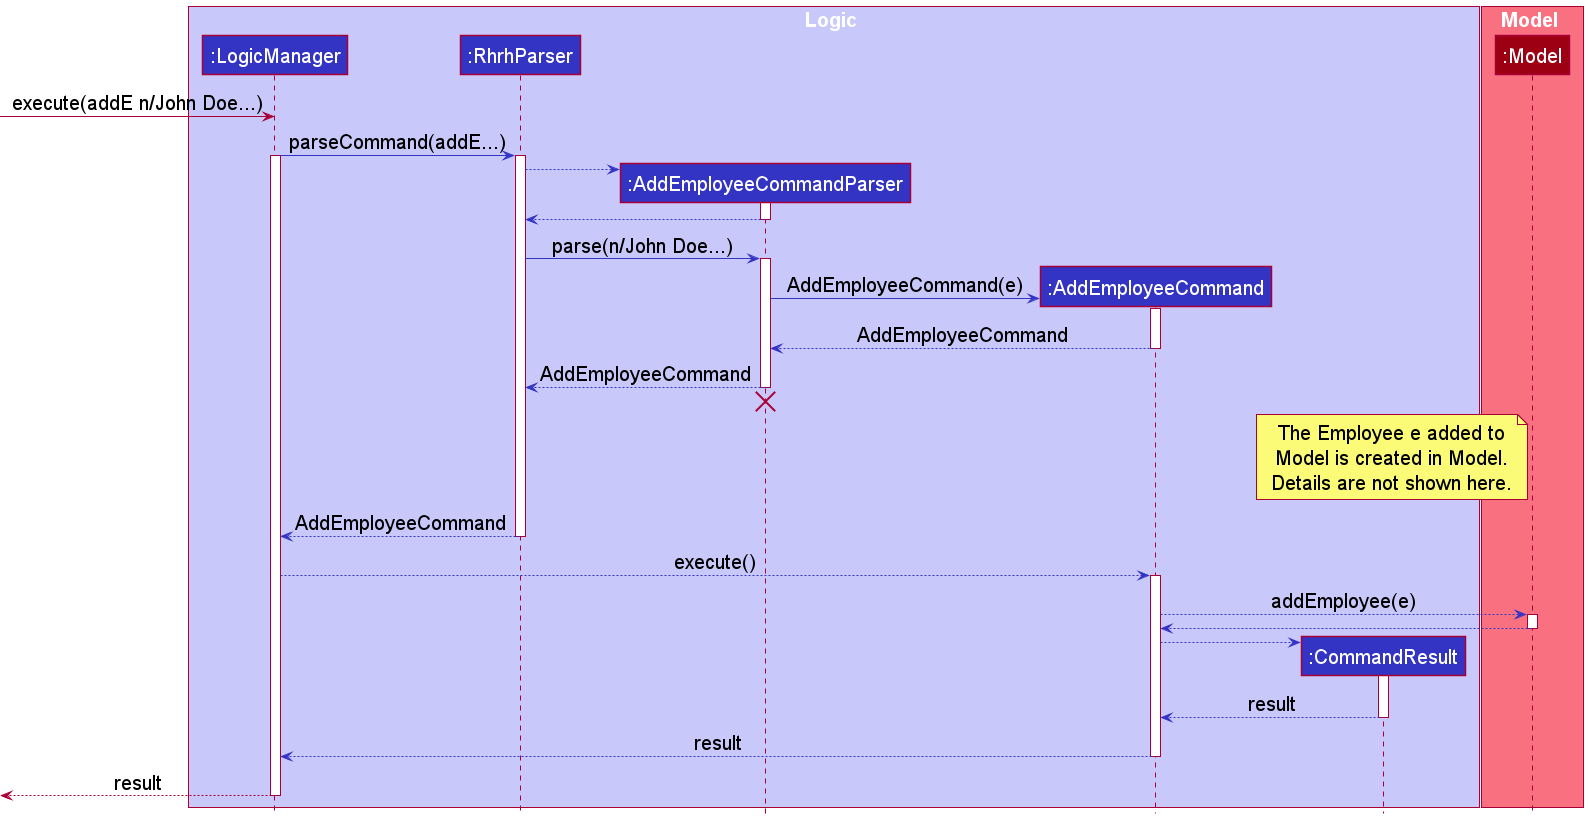 Logic
Model
:LogicManager
:RhrhParser
:Model
execute(addE n/John Doe...)
parseCommand(addE...)
:AddEmployeeCommandParser
parse(n/John Doe...)
AddEmployeeCommand(e)
:AddEmployeeCommand
AddEmployeeCommand
AddEmployeeCommand
The Employee e added to
Model is created in Model.
Details are not shown here.
AddEmployeeCommand
execute()
addEmployee(e)
:CommandResult
result
result
result